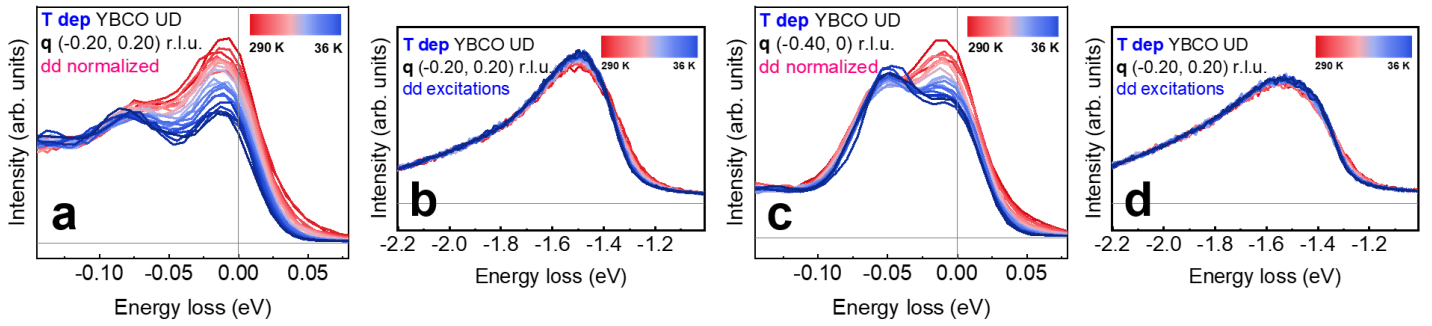 Intensity (arb. units)
T dep YBCO UD
q (-0.20, 0.20) r.l.u.
dd normalized
290 K 36 K
a
-0.10 -0.05 0.00 0.05
Energy loss (eV)
Intensity (arb. units)
T dep YBCO UD
q (-0.20, 0.20) r.l.u.
dd excitations
290 K 36 K
b
-2.2 -2.0 -1.8 -1.6 -1.4 -1.2
Energy loss (eV)
Intensity (arb. units)
T dep YBCO UD
q (-0.40, 0) r.l.u.
dd normalized
290 K 36 K
c
-0.10 -0.05 0.00 0.05
Energy loss (eV)
Intensity (arb. units)
T dep YBCO UD
q (-0.20, 0.20) r.l.u.
dd excitations
290 K 36 K
d
-2.2 -2.0 -1.8 -1.6 -1.4 -1.2
Energy loss (eV)